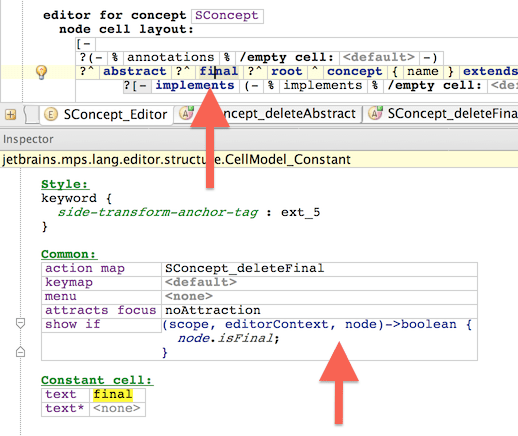 editor for concept SConcept
node cell layout:
[-
?(- % annotations % /empty cell: <default> -)
?^ abstract ?^ final ?^ root ^ concept { name } extends
?[- implements (- % implements % /empty cell: <de
SConcept_Editor oncept_deleteAbstract SConcept_deleteFina
Inspector
jetbrains.mps.lang.editor.structure.CellModel_Constant
Style:
keyword {
side-transform-anchor-tag : ext_5
}
Common:
action map SConcept_deleteFinal
keymap <default>
menu <none>
attracts focus noAttraction
show if (scope, editorContext, node)->boolean {
node.isFinal;
}
Constant cell:
text final
text* <none>